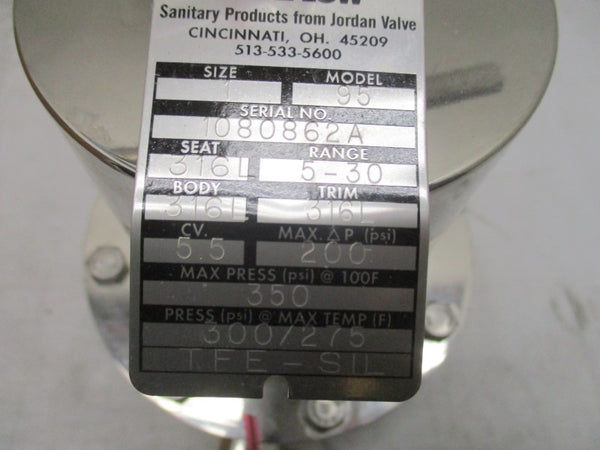 LOW
Sanitary Products from Jordan Valve
CINCINNATI, OH. 45209
513-533-5600
SIZE MODEL
1 95
SERIAL NO.
1080862A
SEAT RANGE
316L 5-30
BODY TRIM
316L 316L
CV. MAX. Δ P (psi)
5.5 200
MAX PRESS (psi) @ 100F
350
PRESS (psi) @ MAX TEMP (F)
300/275
TFE-SIL